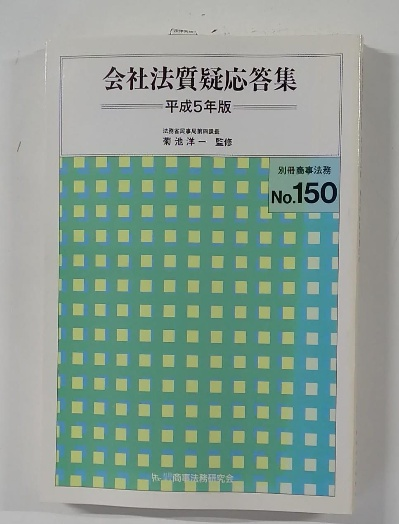 会社法質疑応答集
平成5年版
法務省民事局第四課長
菊池洋一 監修
別冊商事法務
No.150
商事法務研究会